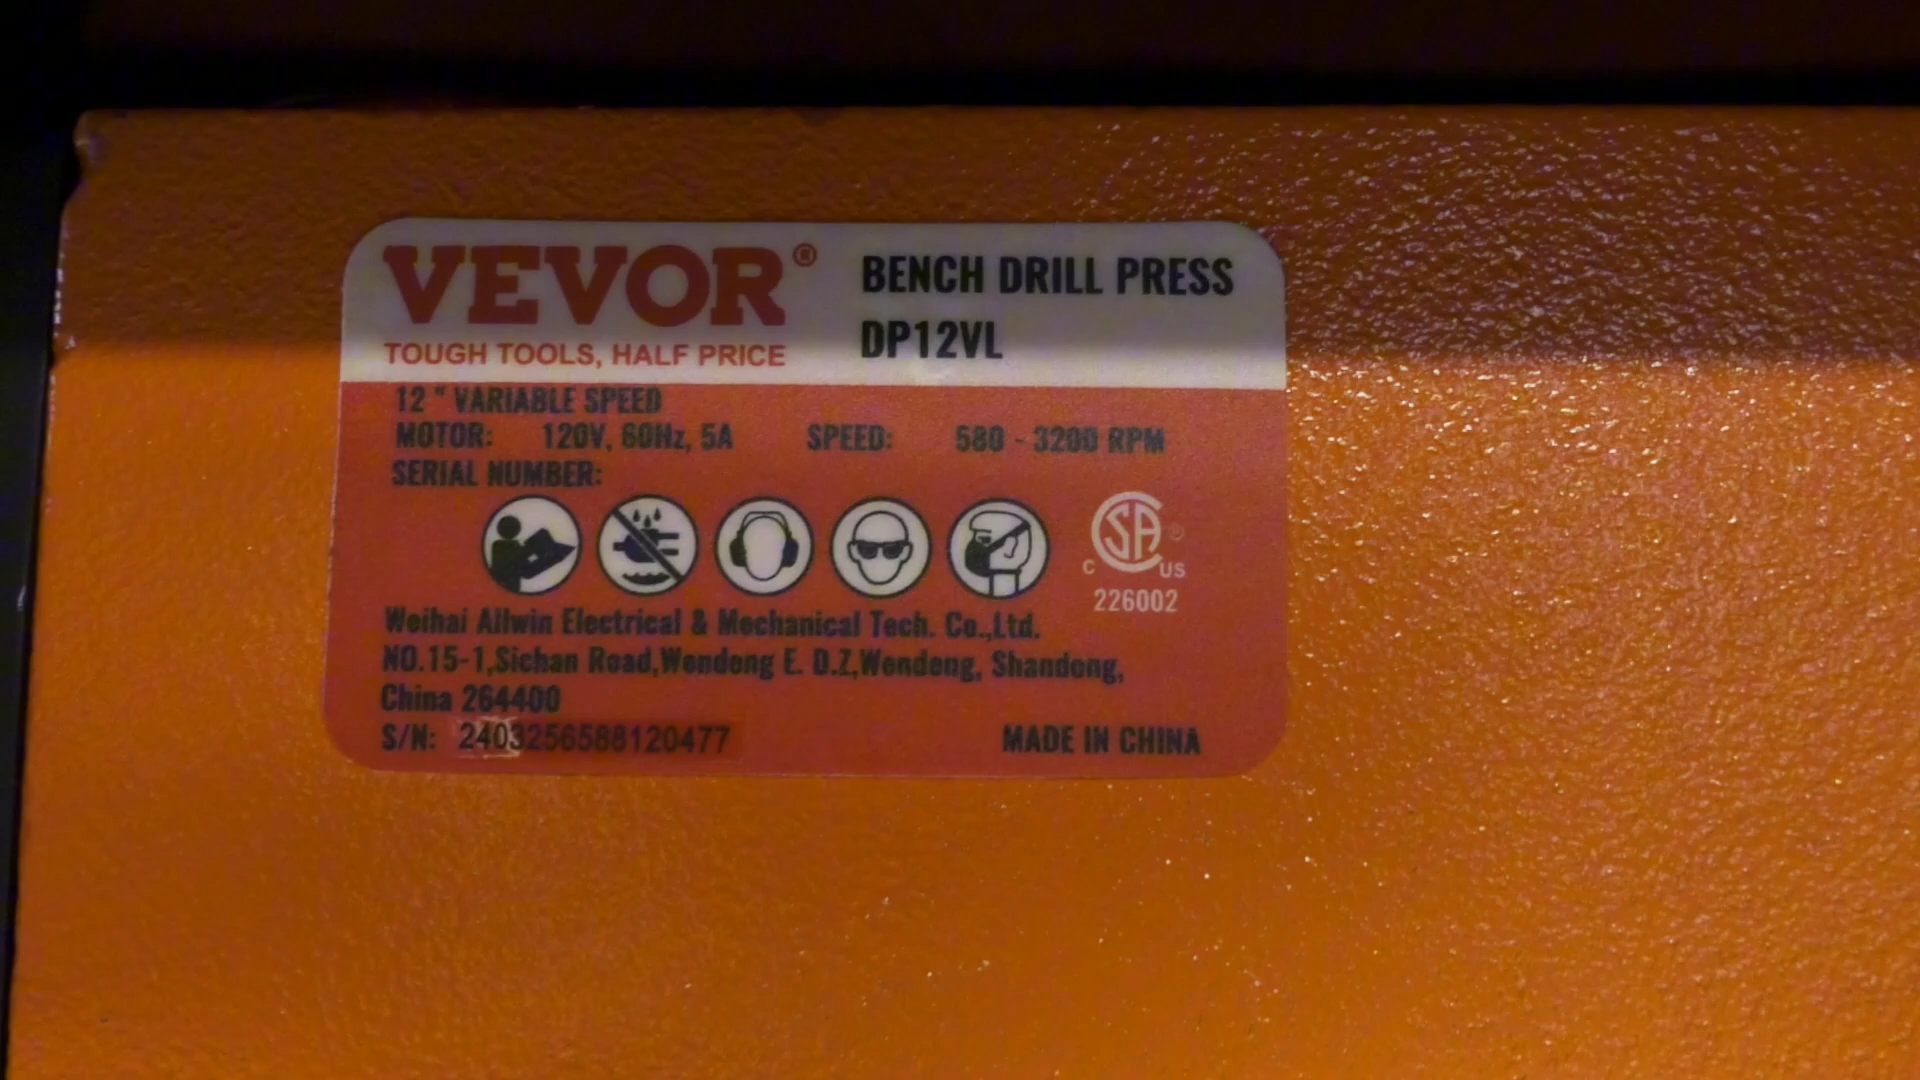 VEVOR®
TOUGH TOOLS, HALF PRICE
BENCH DRILL PRESS
DP12VL
12 " VARIABLE SPEED
MOTOR: 120V, 60Hz, 5A SPEED: 580 - 3200 RPM
SERIAL NUMBER:
CSA® C US
226002
Weihai Allwin Electrical & Mechanical Tech. Co.,Ltd.
NO.15-1,Sichan Road,Wendeng E. D.Z,Wendeng, Shandong,
China 264400
S/N: 2403256588120477 MADE IN CHINA